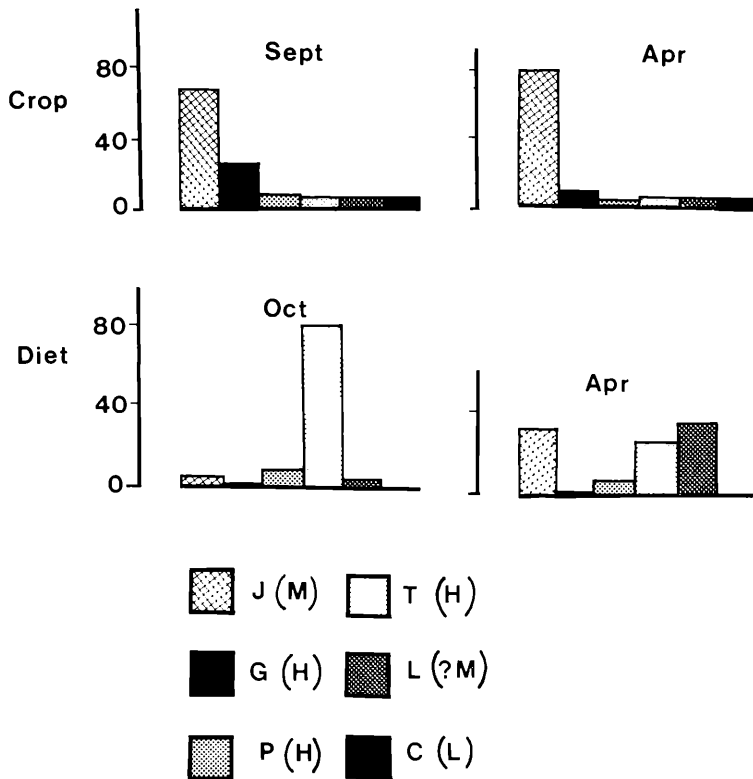 Sept
Apr
Crop
80
40
0
Oct
Apr
Diet
80
40
0
J (M)
T (H)
G (H)
L (?M)
P (H)
C (L)